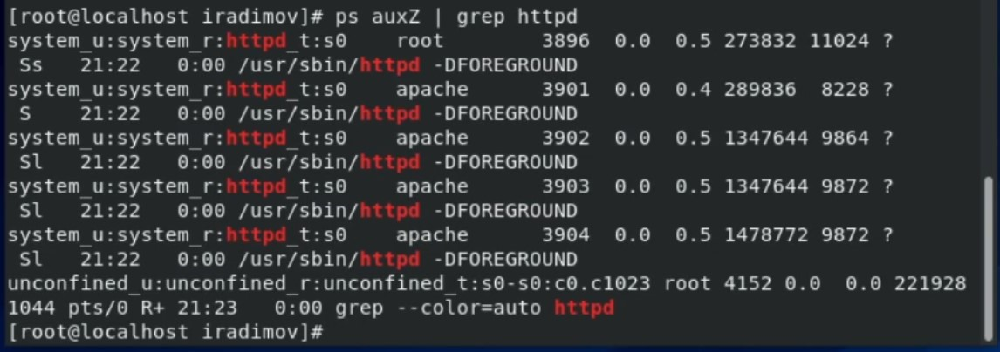 [root@localhost iradimov]# ps auxZ | grep httpd
system_u:system_r:httpd_t:s0    root        3896  0.0  0.5 273832 11024 ?
 Ss   21:22   0:00 /usr/sbin/httpd -DFOREGROUND
system_u:system_r:httpd_t:s0    apache      3901  0.0  0.4 289836  8228 ?
 S    21:22   0:00 /usr/sbin/httpd -DFOREGROUND
system_u:system_r:httpd_t:s0    apache      3902  0.0  0.5 1347644 9864 ?
 Sl   21:22   0:00 /usr/sbin/httpd -DFOREGROUND
system_u:system_r:httpd_t:s0    apache      3903  0.0  0.5 1347644 9872 ?
 Sl   21:22   0:00 /usr/sbin/httpd -DFOREGROUND
system_u:system_r:httpd_t:s0    apache      3904  0.0  0.5 1478772 9872 ?
 Sl   21:22   0:00 /usr/sbin/httpd -DFOREGROUND
unconfined_u:unconfined_r:unconfined_t:s0-s0:c0.c1023 root 4152 0.0  0.0 221928
1044 pts/0 R+ 21:23   0:00 grep --color=auto httpd
[root@localhost iradimov]#